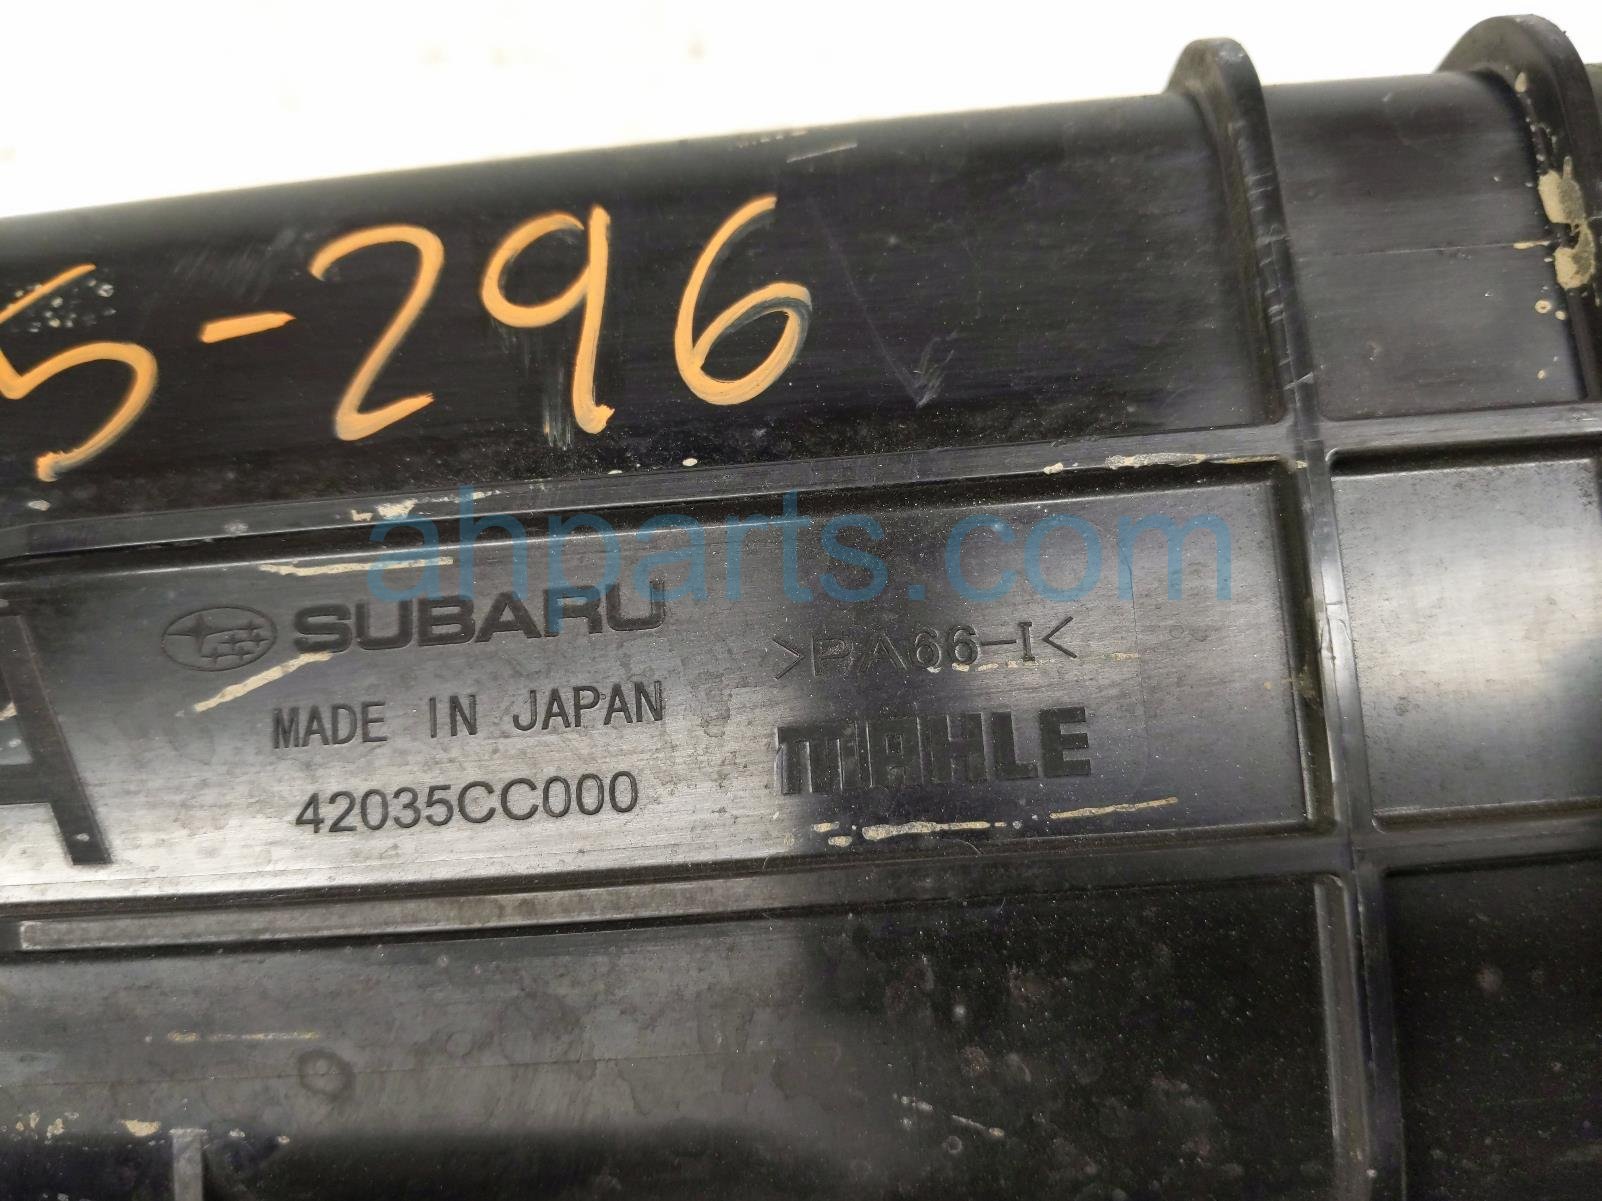 5-296
ahparts.com
SUBARU
MADE IN JAPAN
42035CC000
>PA66-I<
MAHLE
A